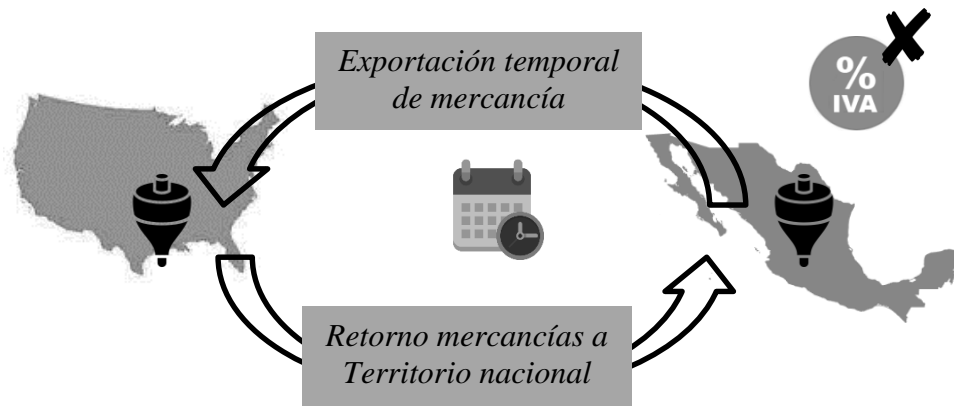 Exportación temporal
de mercancía
%
IVA
Retorno mercancías a
Territorio nacional